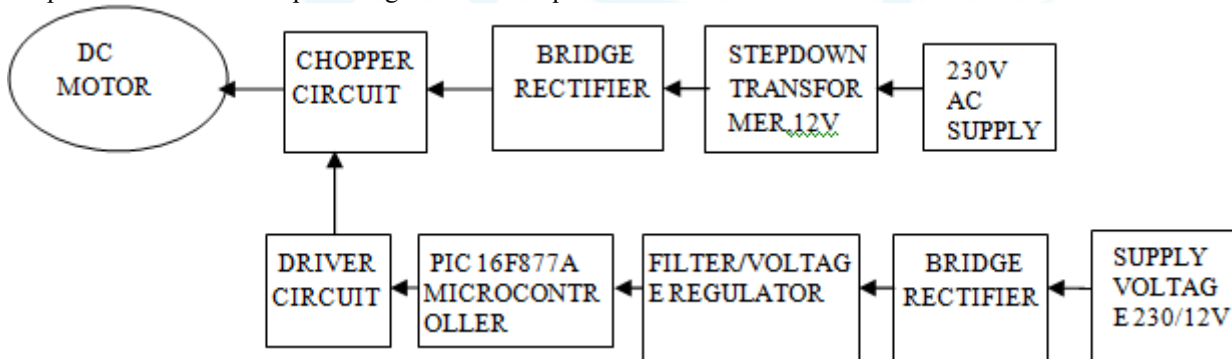 DC
MOTOR
CHOPPER
CIRCUIT
BRIDGE
RECTIFIER
STEPDOWN
TRANSFOR
MER,12V
230V
AC
SUPPLY
DRIVER
CIRCUIT
PIC 16F877A
MICROCONTR
OLLER
FILTER/VOLTAG
E REGULATOR
BRIDGE
RECTIFIER
SUPPLY
VOLTAG
E 230/12V